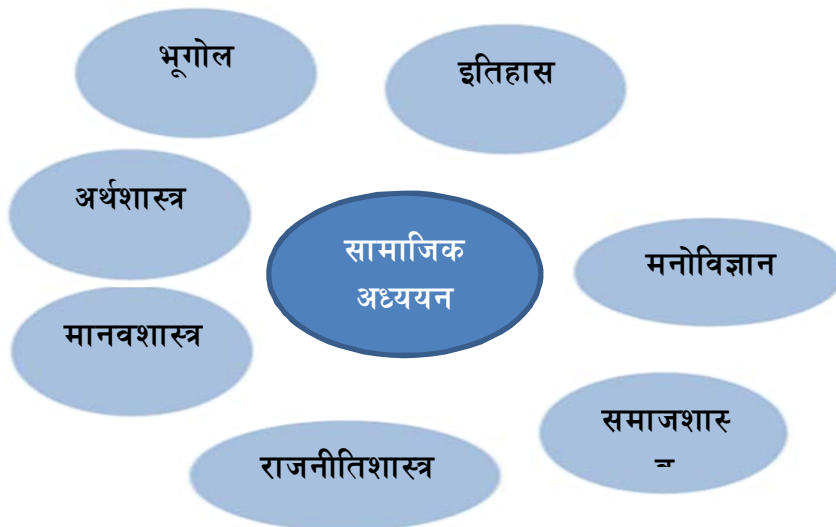 भूगोल
इतिहास
अर्थशास्त्र
सामाजिक
अध्ययन
मनोविज्ञान
मानवशास्त्र
समाजशास
राजनीतिशास्त्र